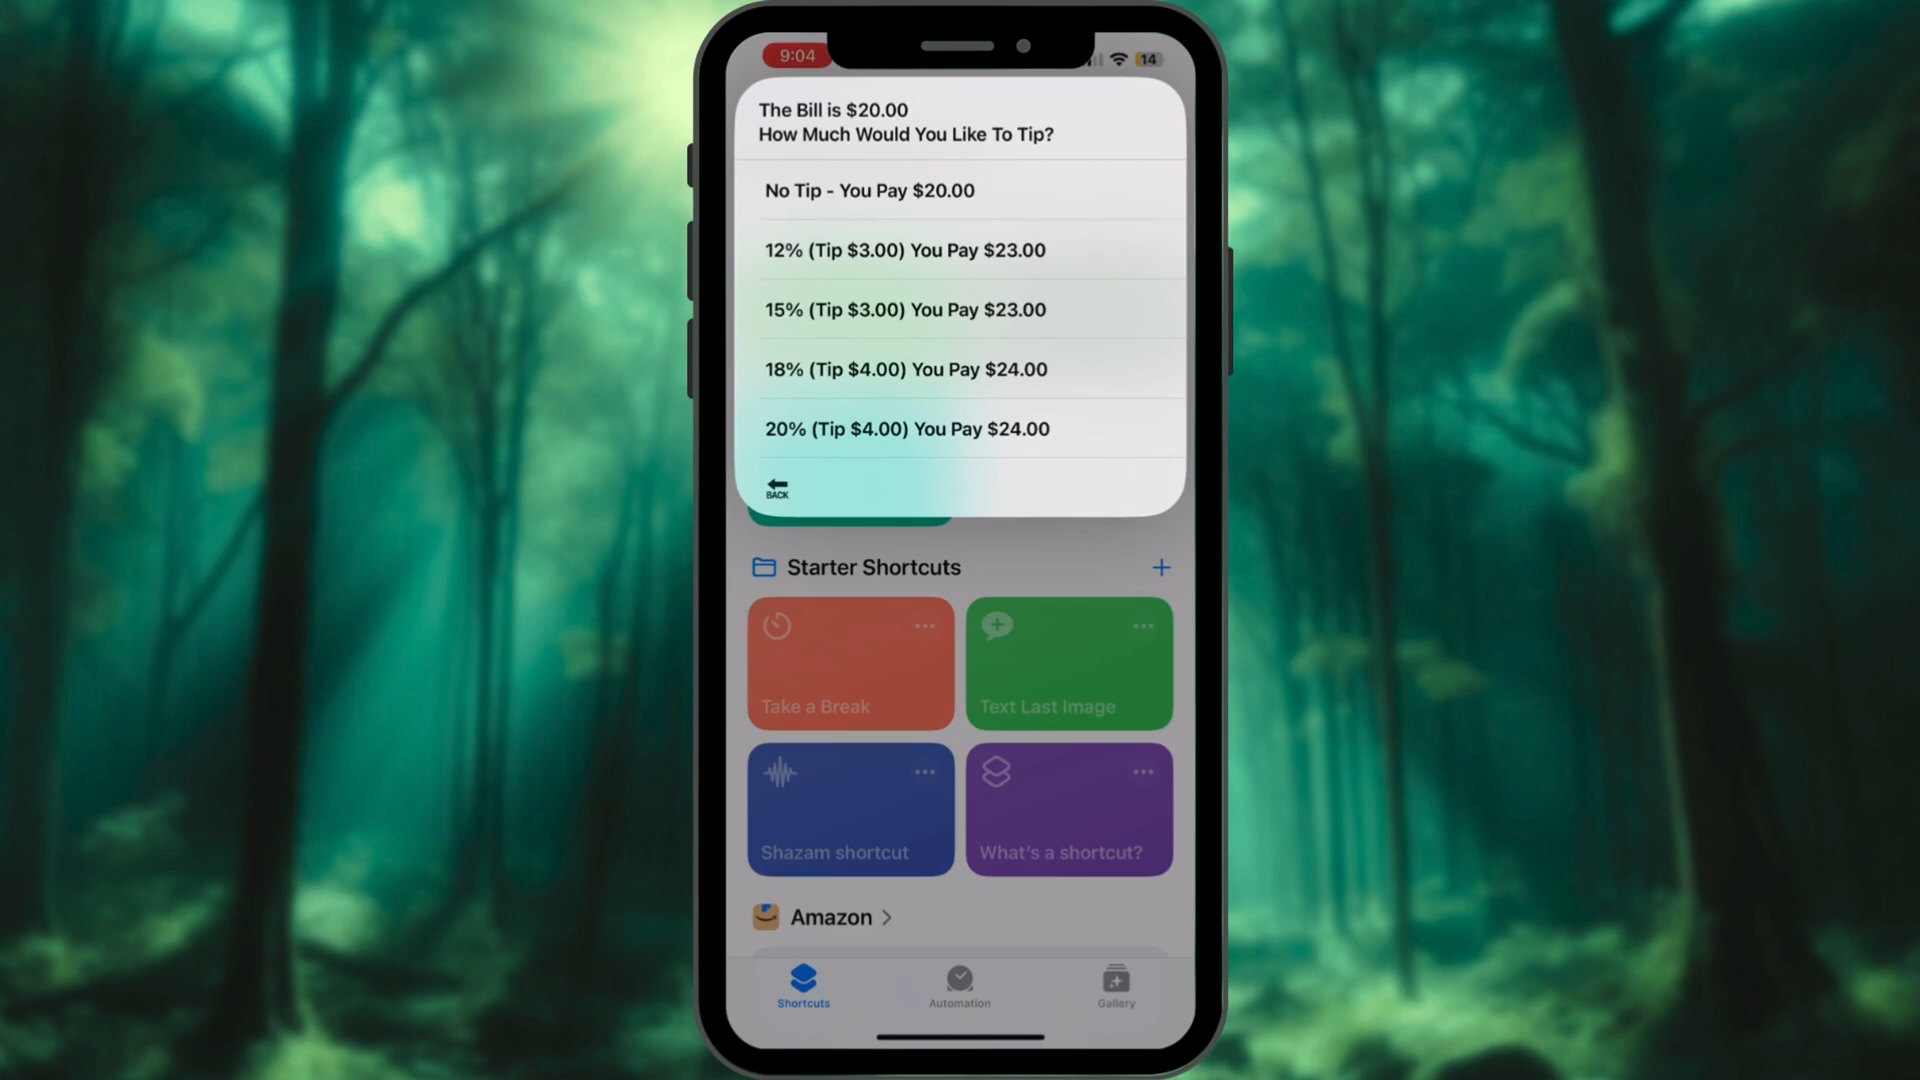 9:04
14
The Bill is $20.00
How Much Would You Like To Tip?
No Tip - You Pay $20.00
12% (Tip $3.00) You Pay $23.00
15% (Tip $3.00) You Pay $23.00
18% (Tip $4.00) You Pay $24.00
20% (Tip $4.00) You Pay $24.00
BACK
Starter Shortcuts
Take a Break
Text Last Image
Shazam shortcut
What's a shortcut?
Amazon
Shortcuts
Automation
Gallery